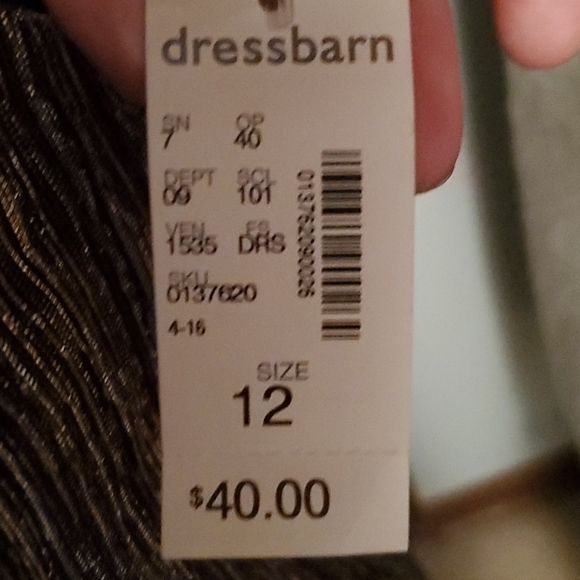 dressbarn
SN OP
7 40
DEPT SCL
09 101
VEN ES
1535 DRS
SKU
0137620
4-16
013762090026
SIZE
12
$40.00